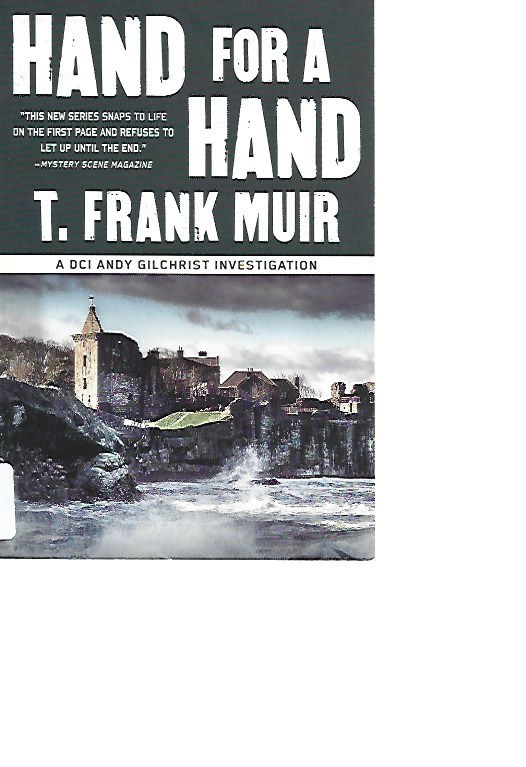 HAND FOR A
HAND
"THIS NEW SERIES SNAPS TO LIFE
ON THE FIRST PAGE AND REFUSES TO
LET UP UNTIL THE END."
—MYSTERY SCENE MAGAZINE
T. FRANK MUIR
A DCI ANDY GILCHRIST INVESTIGATION